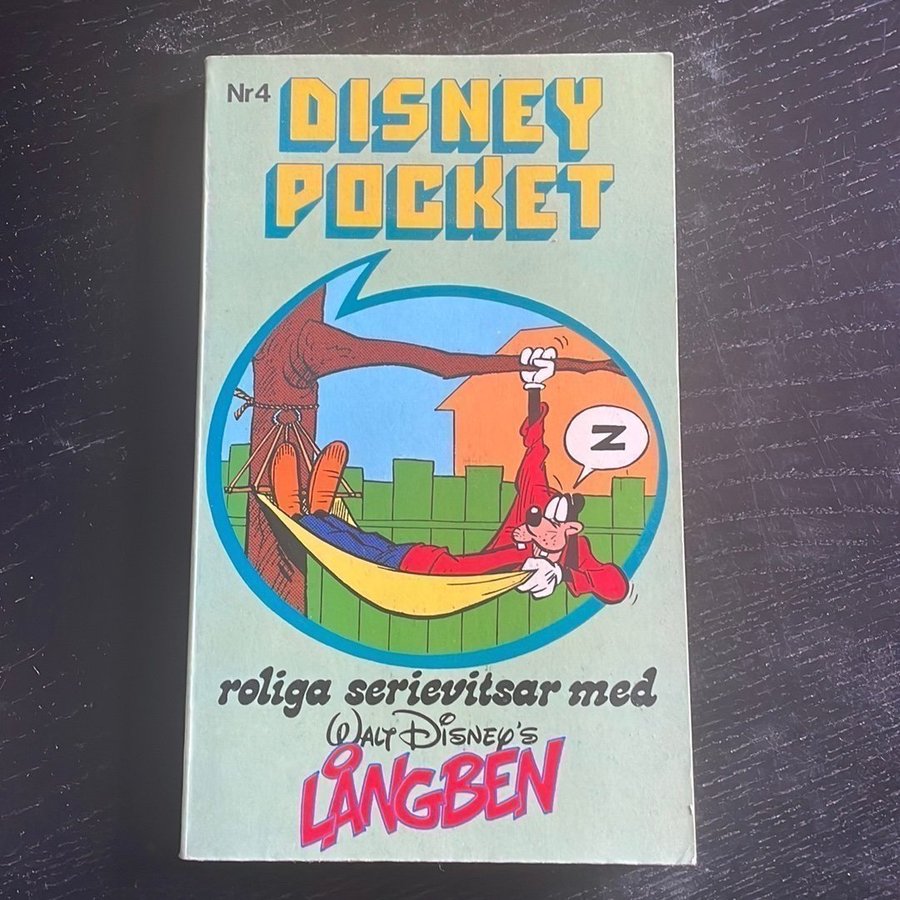 Nr4
DISNEY
POCKET
Z
roliga serievitsar med
WALT DISNEY'S
LÅNGBEN